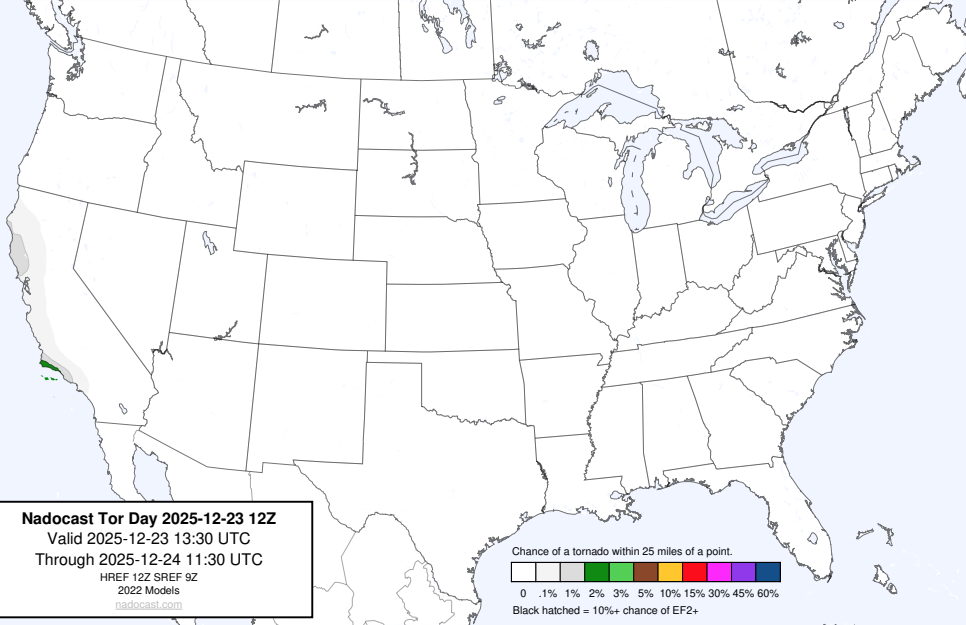 Nadocast Tor Day 2025-12-23 12Z
Valid 2025-12-23 13:30 UTC
Through 2025-12-24 11:30 UTC
HREF 12Z SREF 9Z
2022 Models
nadocast.com
Chance of a tornado within 25 miles of a point.
0 .1% 1% 2% 3% 5% 10% 15% 30% 45% 60%
Black hatched = 10%+ chance of EF2+